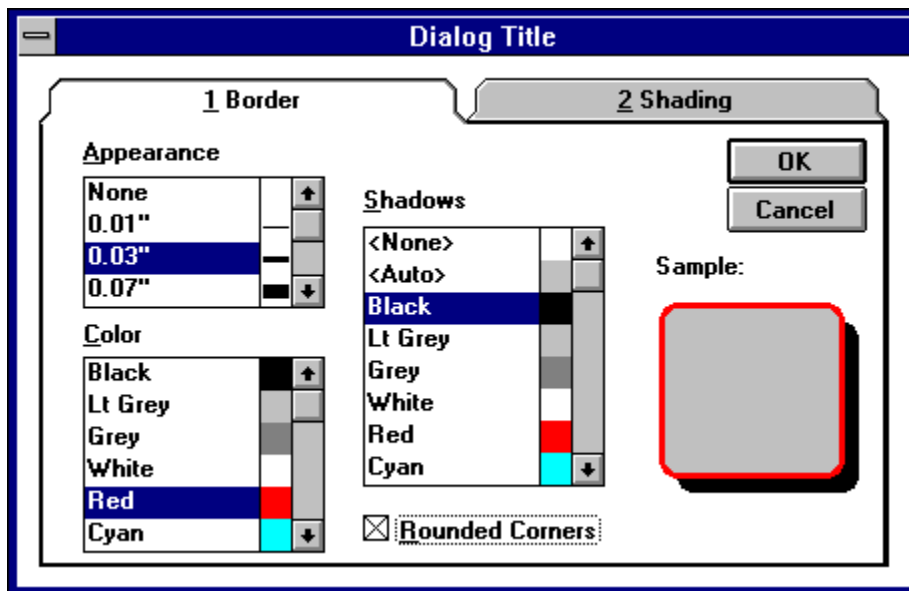 Dialog Title
1 Border
2 Shading
Appearance
None
0.01"
0.03"
0.07"
Color
Black
Lt Grey
Grey
White
Red
Cyan
Shadows
<None>
<Auto>
Black
Lt Grey
Grey
White
Red
Cyan
Rounded Corners
OK
Cancel
Sample: